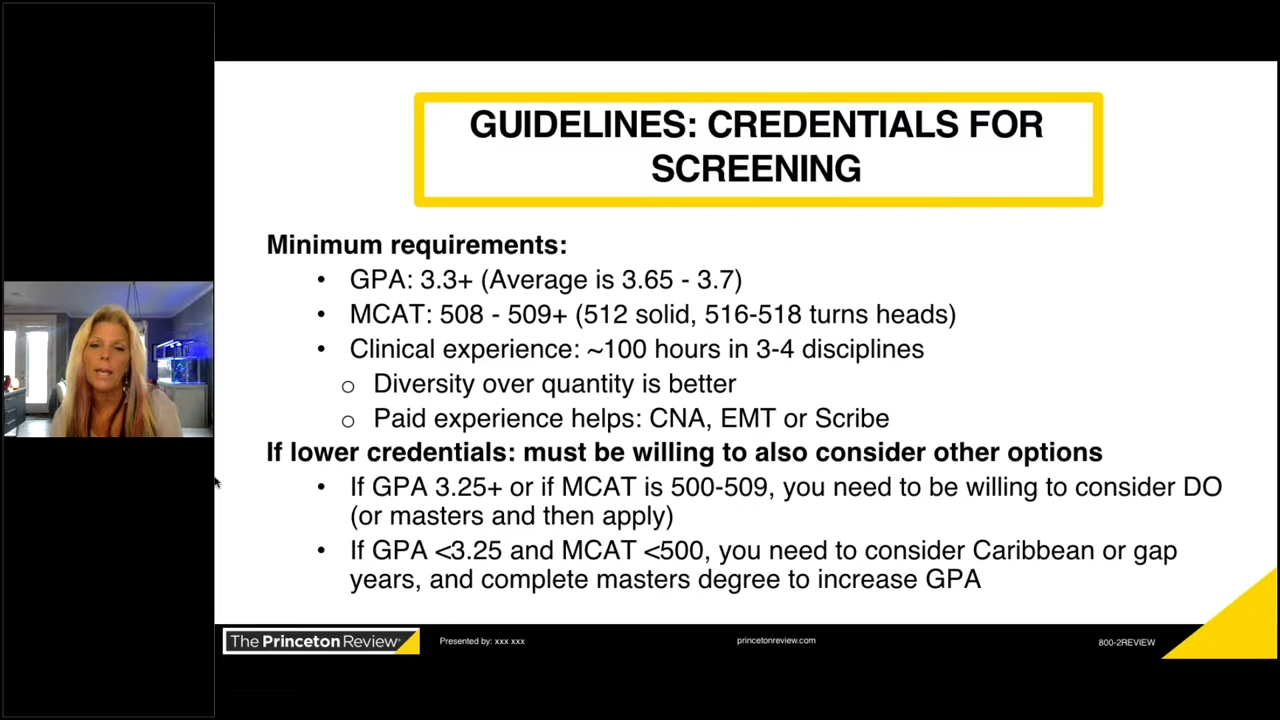 GUIDELINES: CREDENTIALS FOR
SCREENING
Minimum requirements:
• GPA: 3.3+ (Average is 3.65 - 3.7)
• MCAT: 508 - 509+ (512 solid, 516-518 turns heads)
• Clinical experience: ~100 hours in 3-4 disciplines
o Diversity over quantity is better
o Paid experience helps: CNA, EMT or Scribe
If lower credentials: must be willing to also consider other options
• If GPA 3.25+ or if MCAT is 500-509, you need to be willing to consider DO
(or masters and then apply)
• If GPA <3.25 and MCAT <500, you need to consider Caribbean or gap
years, and complete masters degree to increase GPA
The Princeton Review® Presented by: xxx xxx princetonreview.com 800-2REVIEW